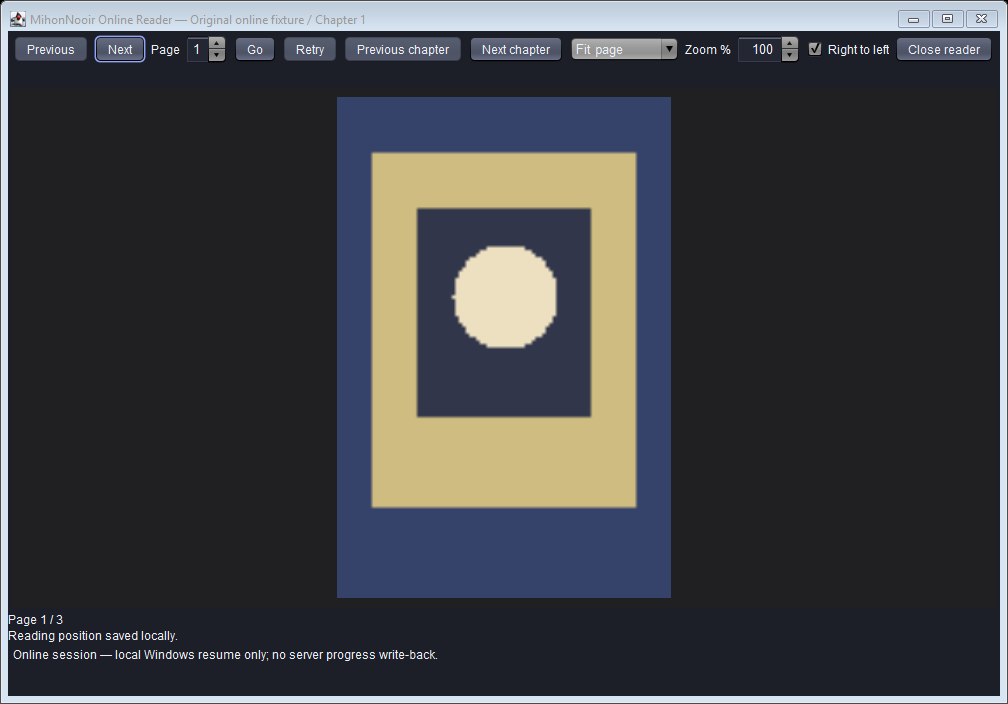 MihonNooir Online Reader — Original online fixture / Chapter 1
Previous Next Page 1 Go Retry Previous chapter Next chapter Fit page Zoom % 100 Right to left Close reader
Page 1 / 3
Reading position saved locally.
Online session — local Windows resume only; no server progress write-back.